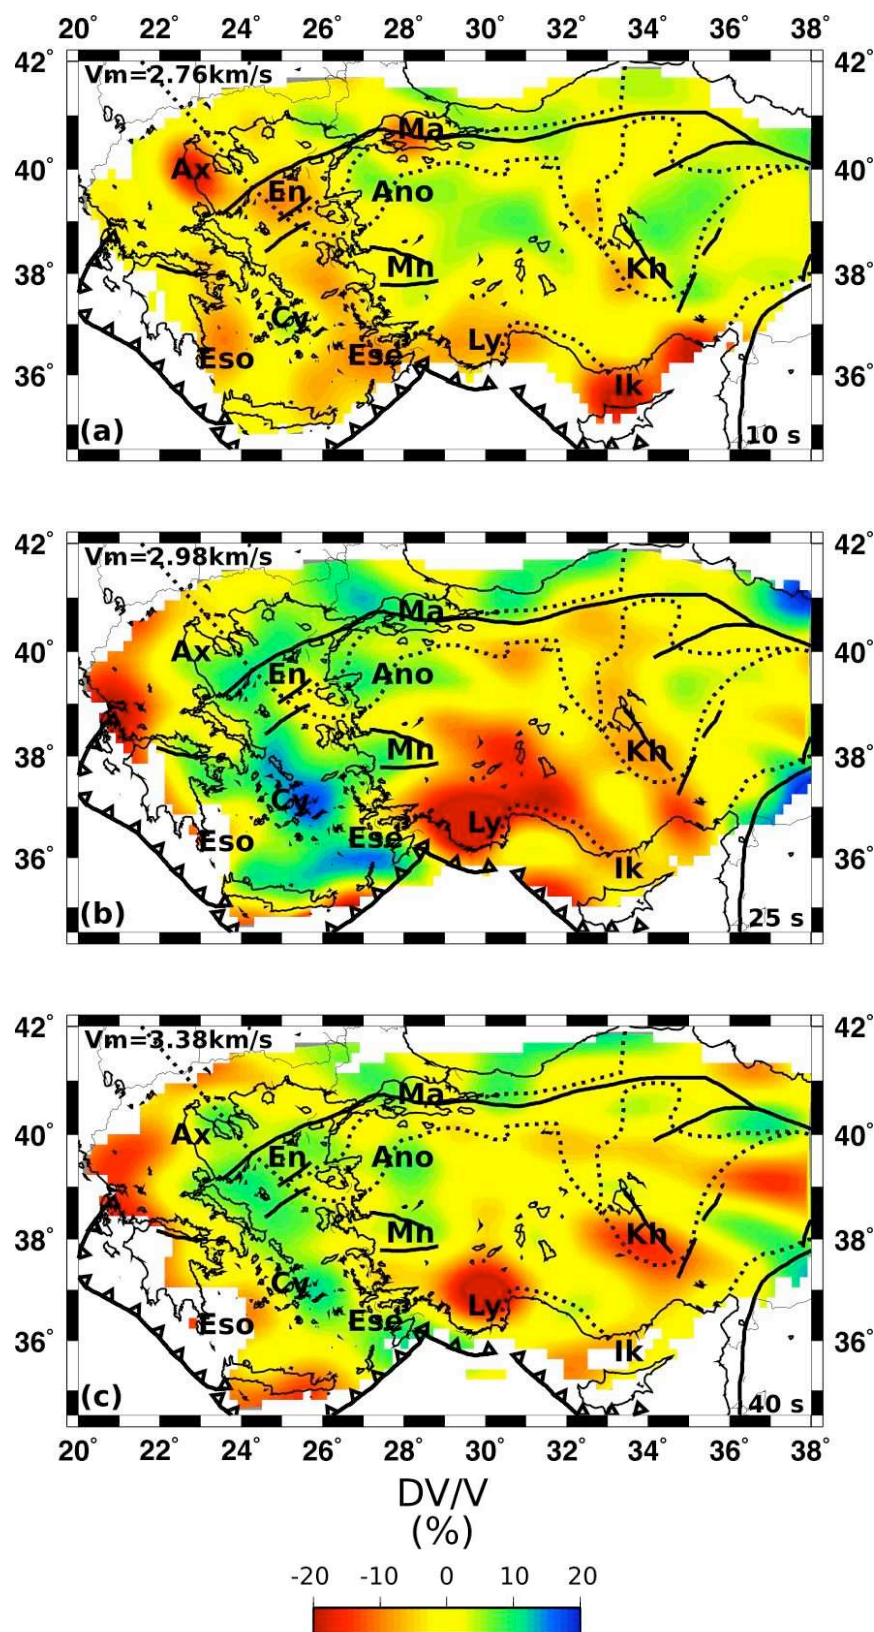 20° 22° 24° 26° 28° 30° 32° 34° 36° 38°
42° Vm=2.76km/s 42°
Ma
40° Ax 40°
En Ano
38° Mn Kh 38°
Cy
Eso Ese Ly
36° Ik 36°
(a) 10 s
42° Vm=2.98km/s 42°
Ma
40° Ax 40°
En Ano
38° Mn Kh 38°
Cy
Eso Ese Ly
36° Ik 36°
(b) 25 s
42° Vm=3.38km/s 42°
Ma
40° Ax 40°
En Ano
38° Mn Kh 38°
Cy
Eso Ese Ly
36° Ik 36°
(c) 40 s
20° 22° 24° 26° 28° 30° 32° 34° 36° 38°
DV/V
(%)
-20 -10 0 10 20